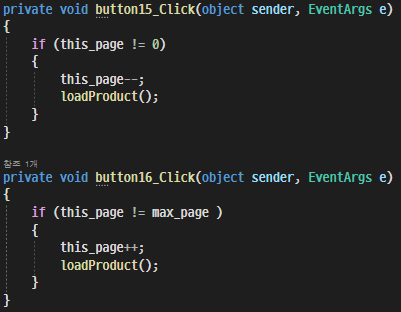 private void button15_Click(object sender, EventArgs e)
{
    if (this_page != 0)
    {
        this_page--;
        loadProduct();
    }
}
참조 1개
private void button16_Click(object sender, EventArgs e)
{
    if (this_page != max_page )
    {
        this_page++;
        loadProduct();
    }
}